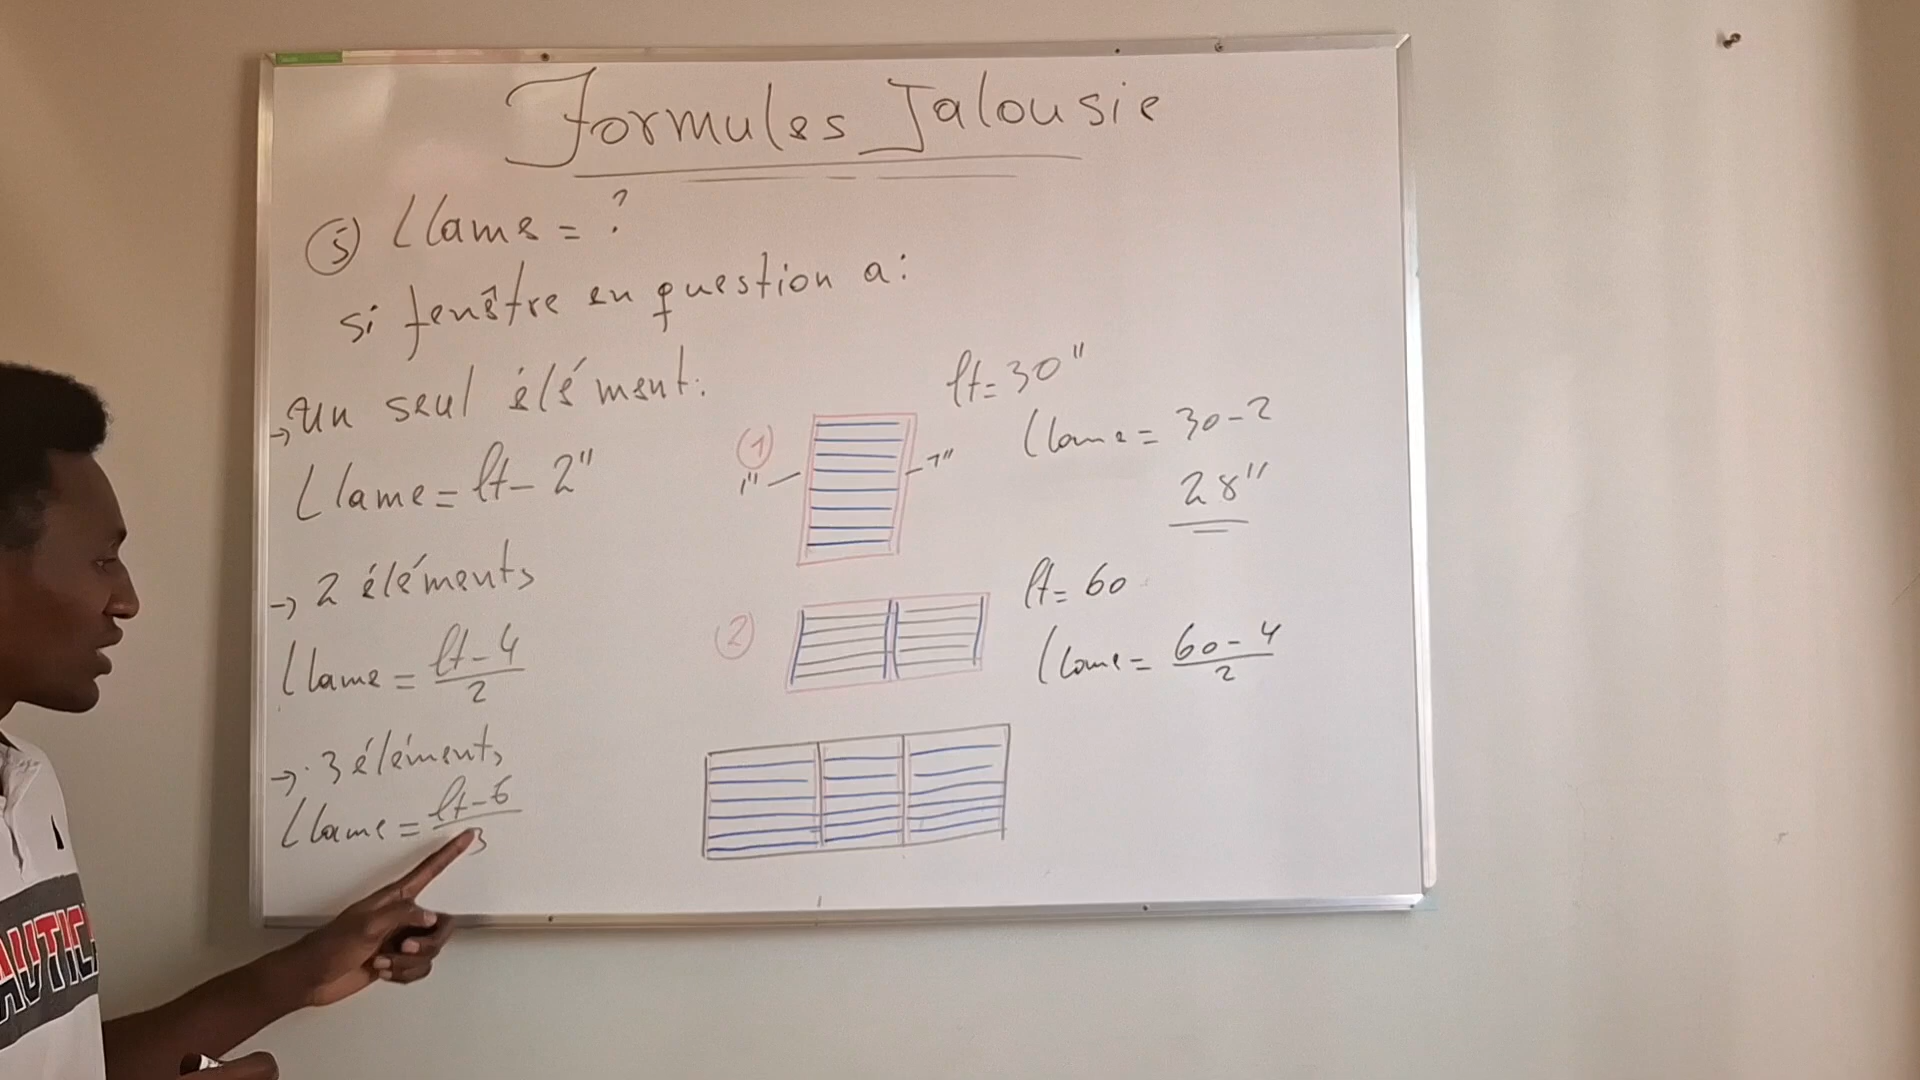 Formules Jalousie
5 Llame = ?
si fenêtre en question a:
→ Un seul élément:
Llame = lt - 2"
① 1" 1"
lt = 30"
Llame = 30 - 2
28"
→ 2 éléments
Llame = lt - 4 / 2
②
lt = 60
Llame = 60 - 4 / 2
→ 3 éléments
Llame = lt - 6 / 3